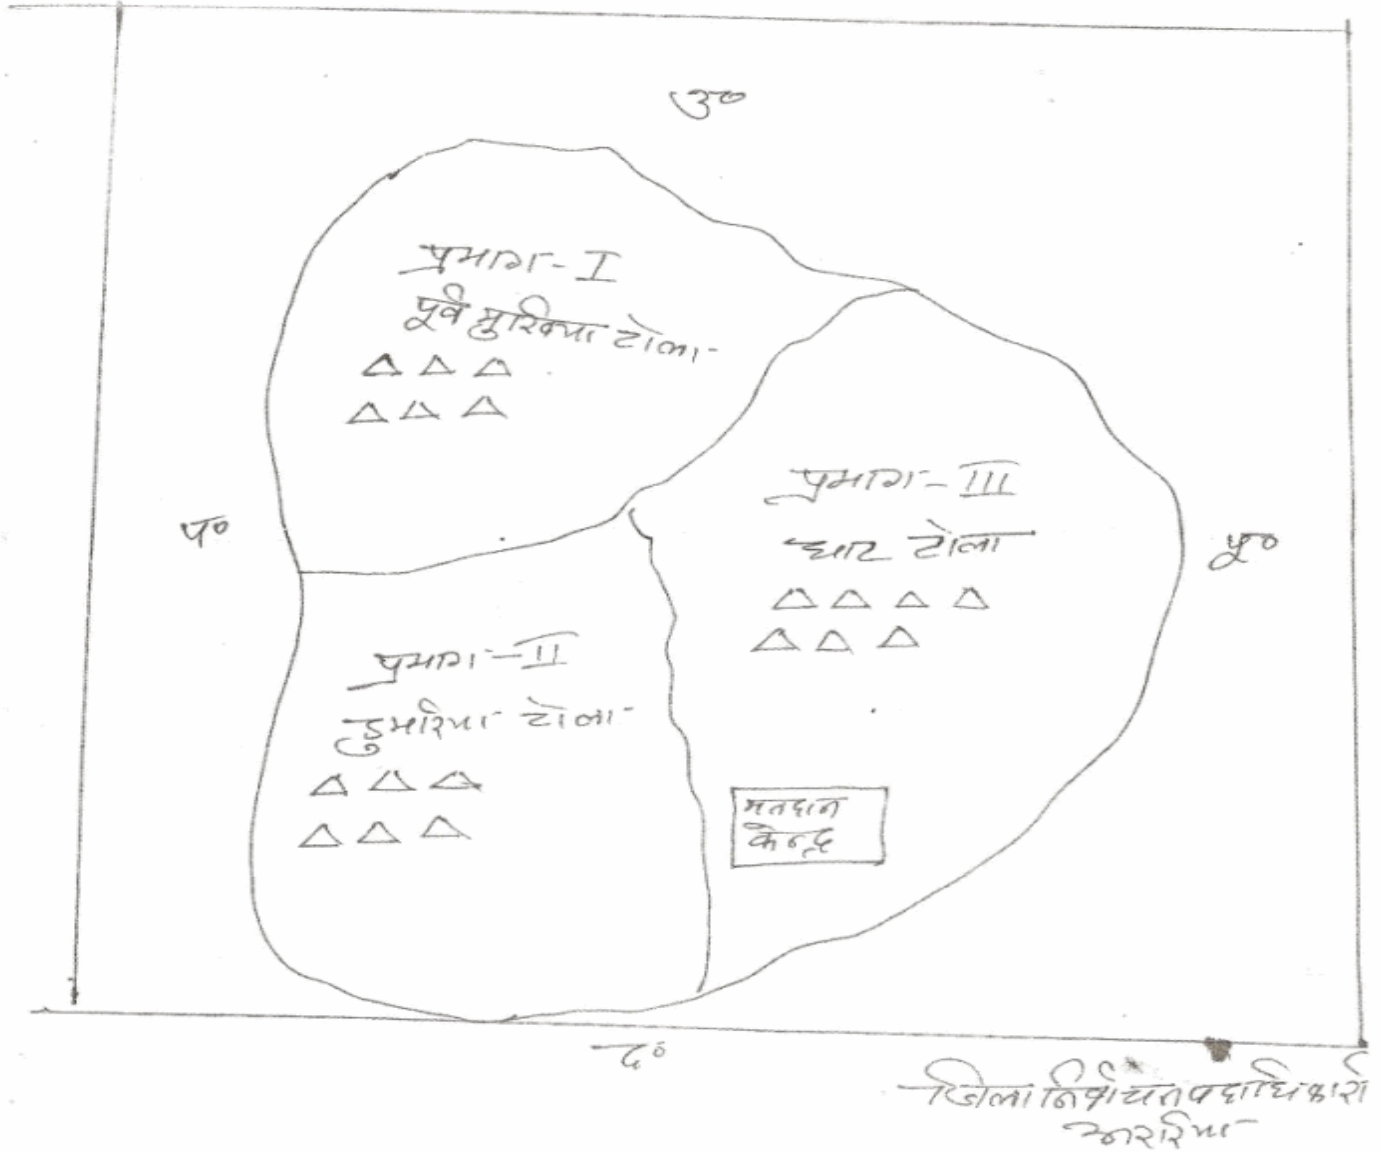 उ०
प्रभाग-I
पूर्व मुखिया टोला
प्रभाग-III
घाट टोला
प०
पू०
प्रभाग-II
डुमरिया टोला
मतदान
केन्द्र
द०
जिला निर्वाचन पदाधिकारी
अररिया